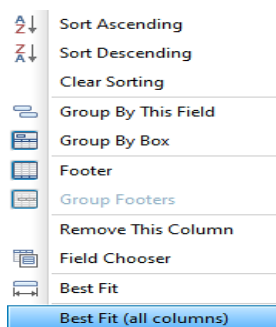 Sort Ascending
Sort Descending
Clear Sorting
Group By This Field
Group By Box
Footer
Group Footers
Remove This Column
Field Chooser
Best Fit
Best Fit (all columns)